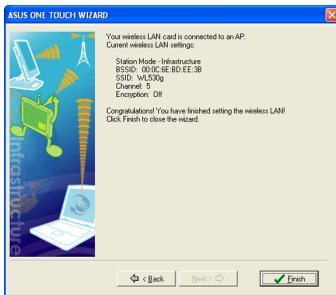 ASUS ONE TOUCH WIZARD
Your wireless LAN card is connected to an AP.
Current wireless LAN settings:
Station Mode - Infrastructure
BSSID: 00:0C:6E:BD:EE:3B
SSID: WL530g
Channel: 5
Encryption: Off
Congratulations! You have finished setting the wireless LAN!
Click Finish to close the wizard.
Infrastructure
< Back
Next >
Finish